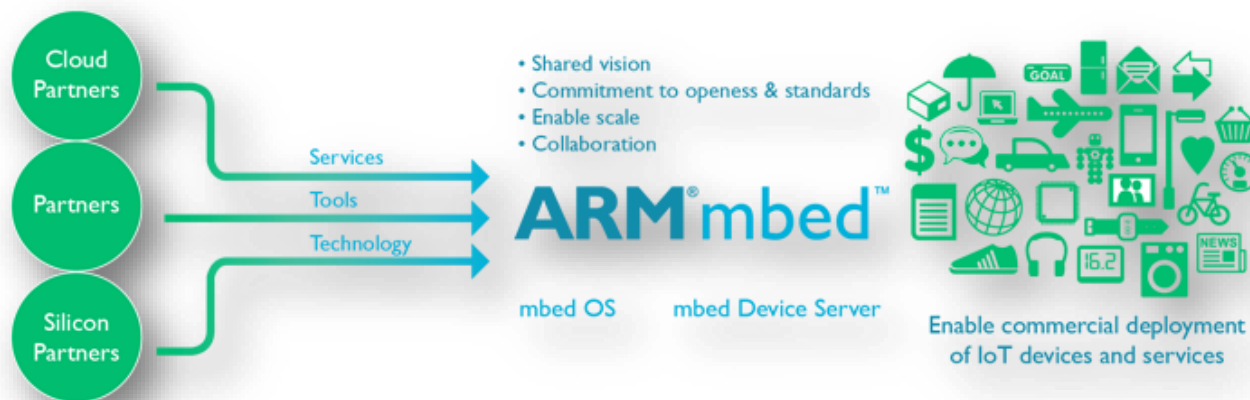 Cloud
Partners
Partners
Silicon
Partners
Services
Tools
Technology
• Shared vision
• Commitment to openess & standards
• Enable scale
• Collaboration
ARM® mbed™
mbed OS
mbed Device Server
GOAL
$
16.2
NEWS
Enable commercial deployment
of IoT devices and services